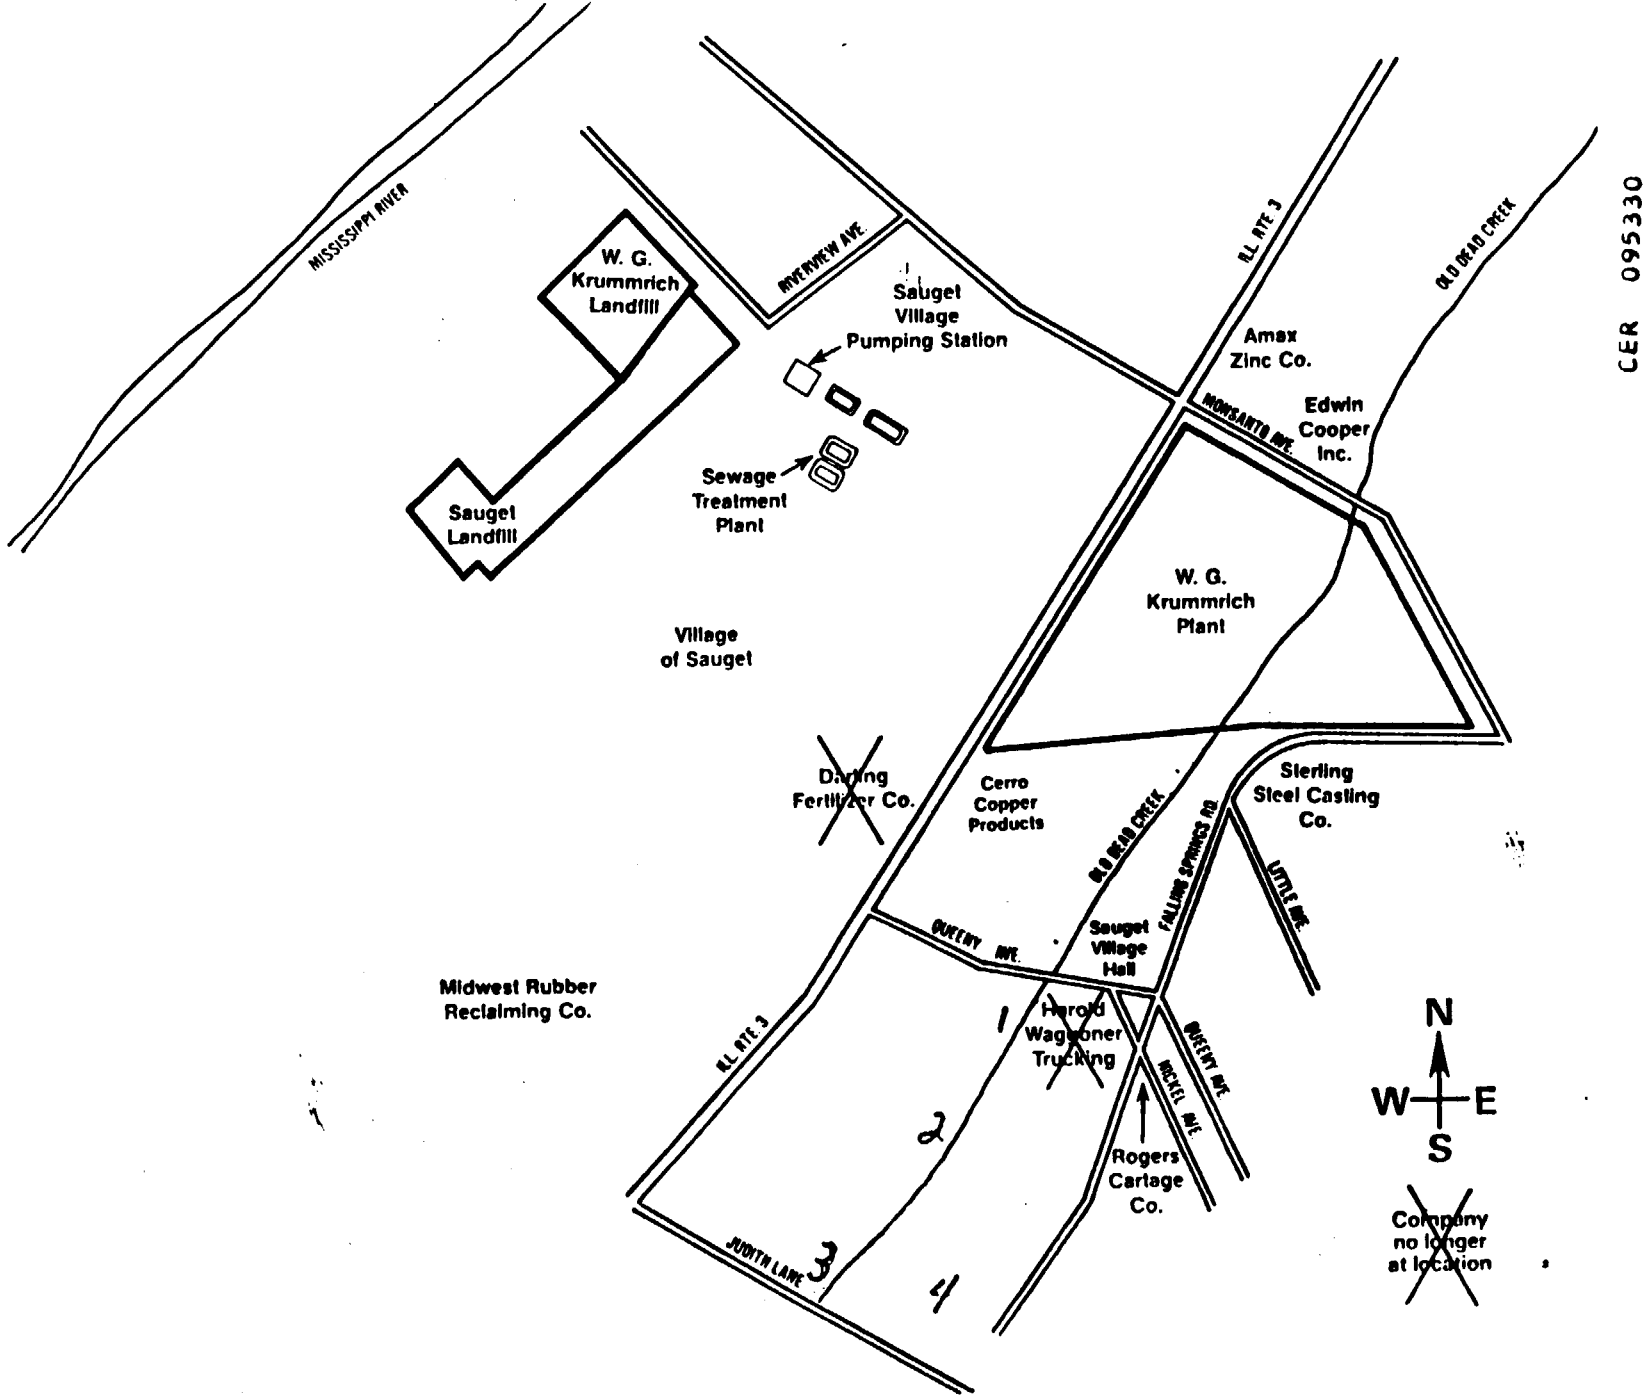 MISSISSIPPI RIVER
W. G.
Krummrich
Landfill
RIVERVIEW AVE.
Sauget
Village
Pumping Station
ILL. RTE. 3
OLD DEAD CREEK
CER 095330
Amax
Zinc Co.
MONSANTO AVE.
Edwin
Cooper
Inc.
Sewage
Treatment
Plant
Sauget
Landfill
W. G.
Krummrich
Plant
Village
of Sauget
Darling
Fertilizer Co.
Cerro
Copper
Products
OLD DEAD CREEK
FALLING SPRINGS RD.
Sterling
Steel Casting
Co.
LITTLE AVE.
QUEENY AVE.
Sauget
Village
Hall
Midwest Rubber
Reclaiming Co.
ILL. RTE. 3
1
Harold
Waggoner
Trucking
QUEENY AVE.
NICKEL AVE.
2
Rogers
Cartage
Co.
N
W E
S
JUDITH LANE
3
4
Company
no longer
at location